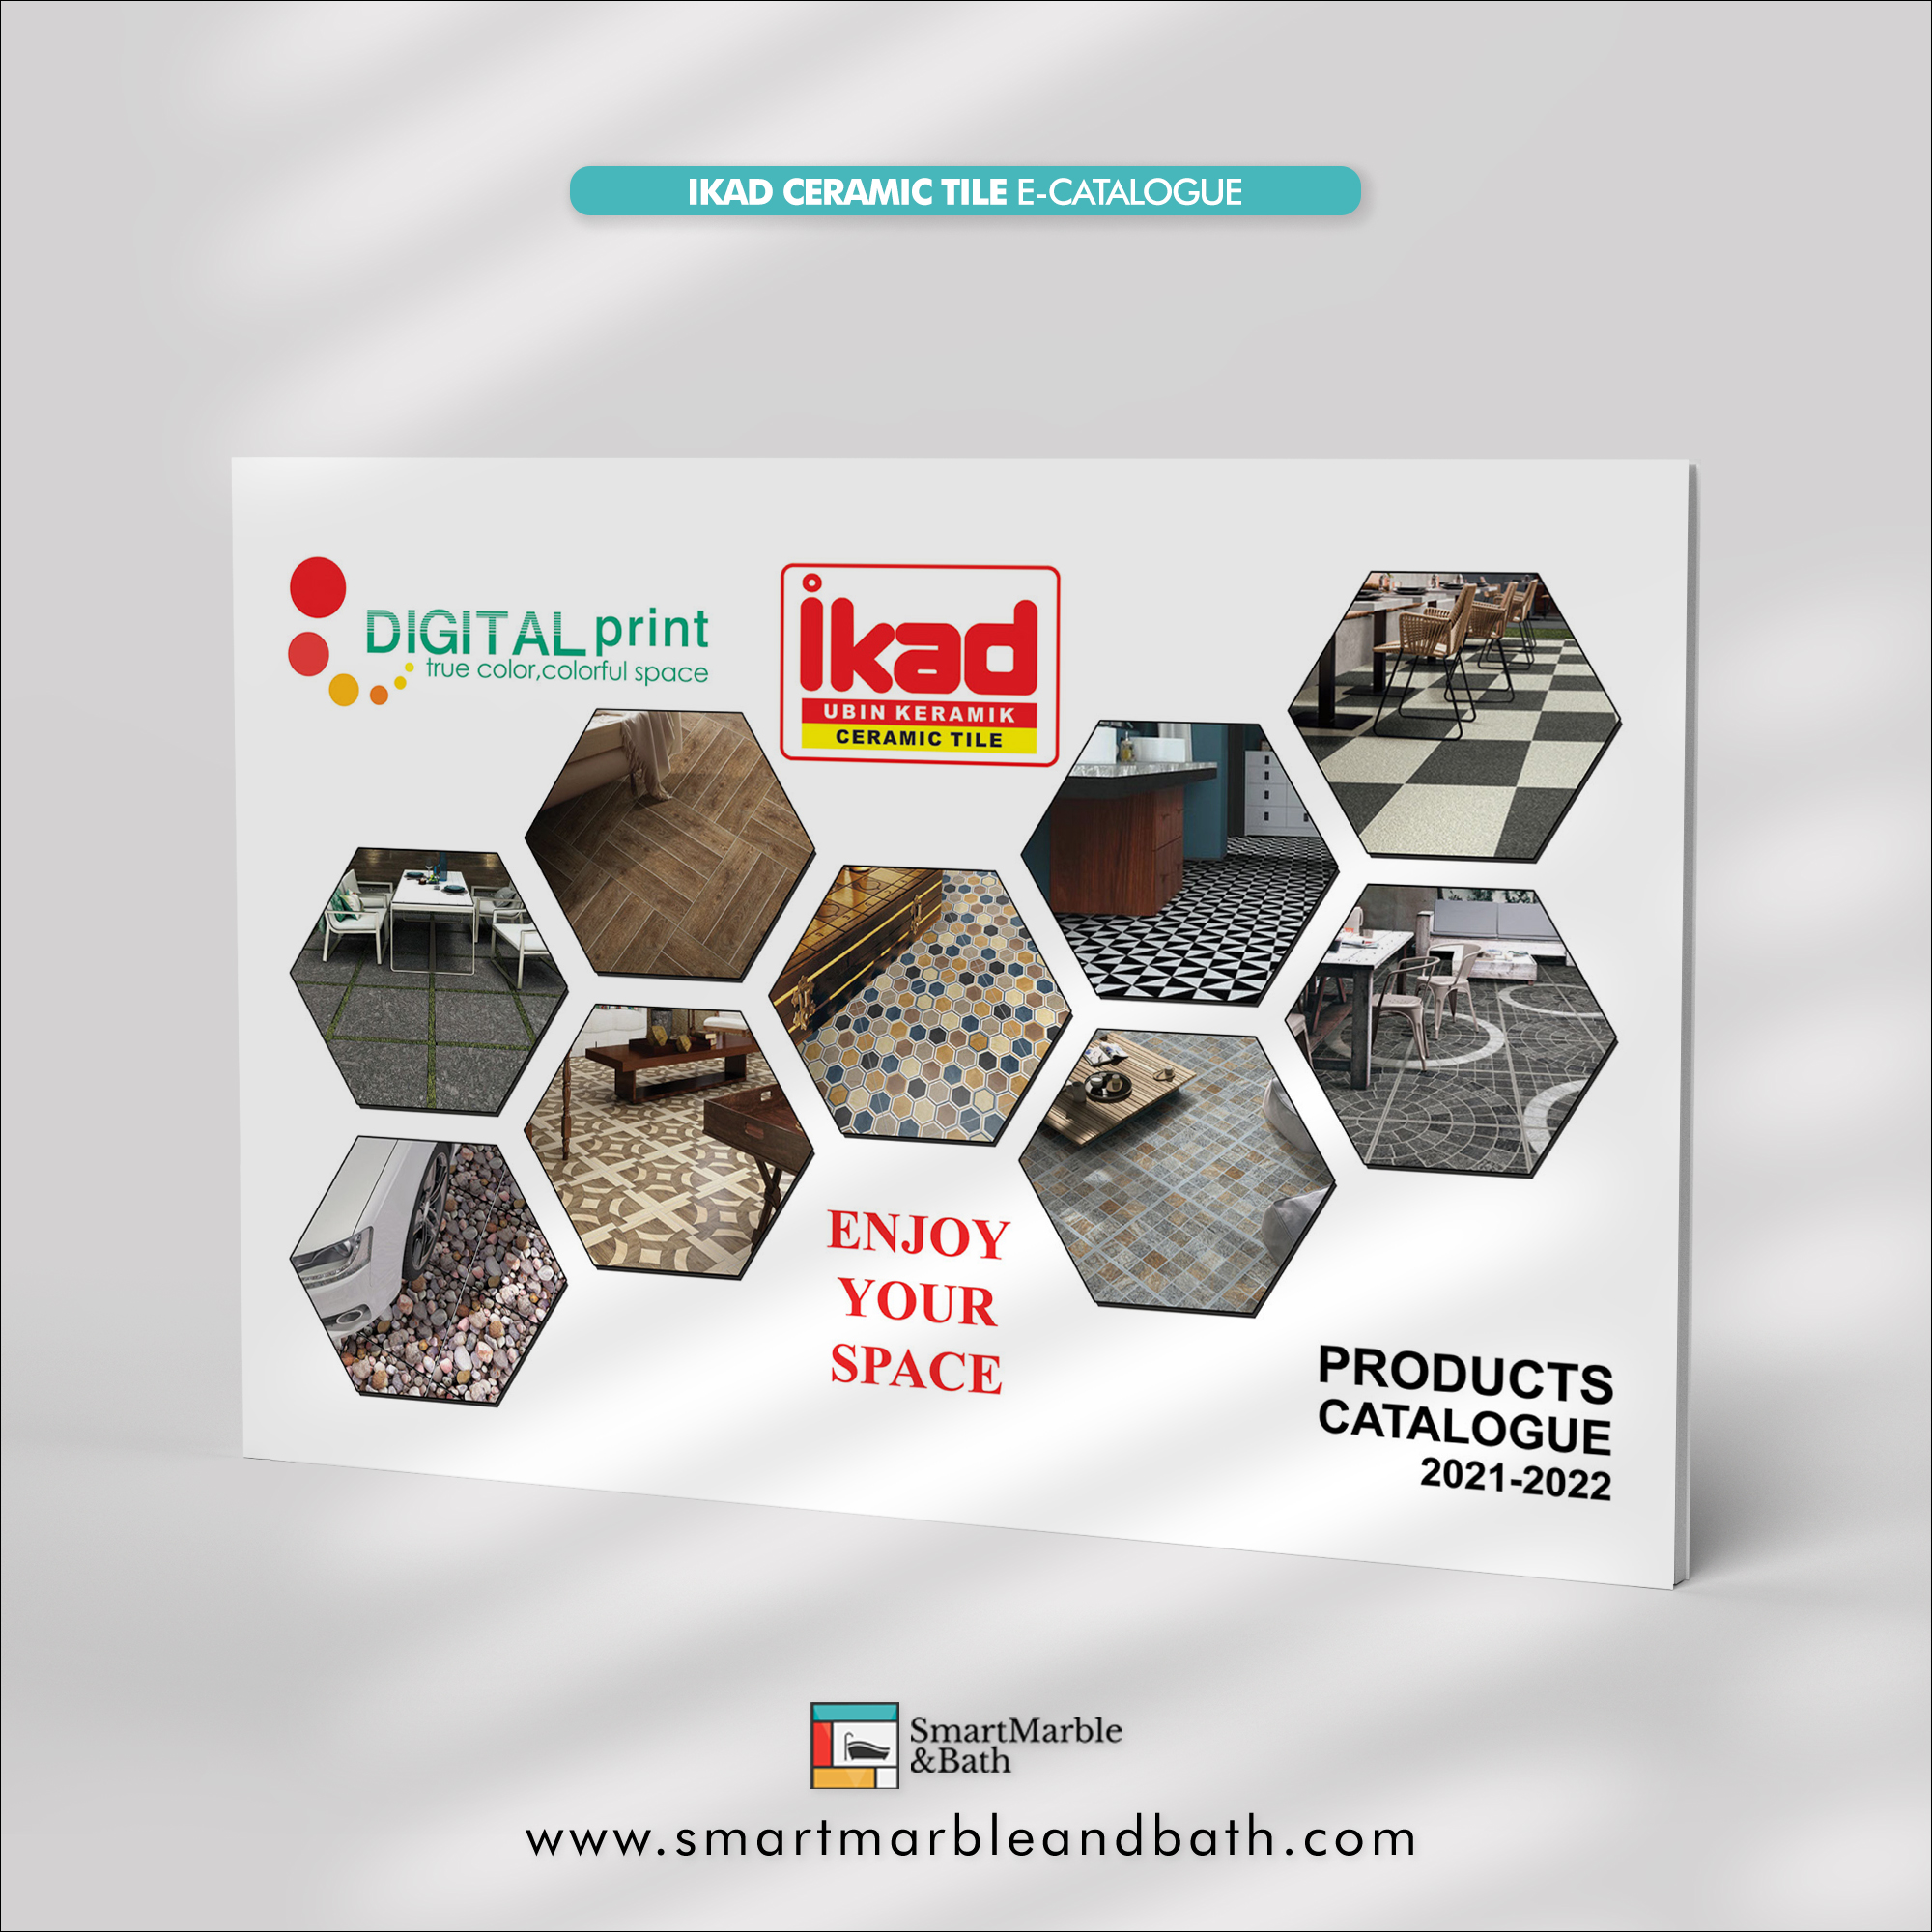 IKAD CERAMIC TILE E-CATALOGUE
DIGITAL print
true color,colorful space
ikad
UBIN KERAMIK
CERAMIC TILE
ENJOY
YOUR
SPACE
PRODUCTS
CATALOGUE
2021-2022
SmartMarble
&Bath
www.smartmarbleandbath.com